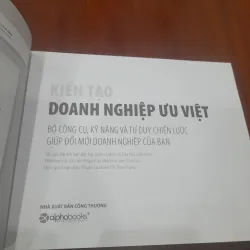 KIẾN TẠO
DOANH NGHIỆP ƯU VIỆT
BỘ CÔNG CỤ, KỸ NĂNG VÀ TƯ DUY CHIẾN LƯỢC
GIÚP ĐỔI MỚI DOANH NGHIỆP CỦA BẠN
NHÀ XUẤT BẢN CÔNG THƯƠNG
alphabooks